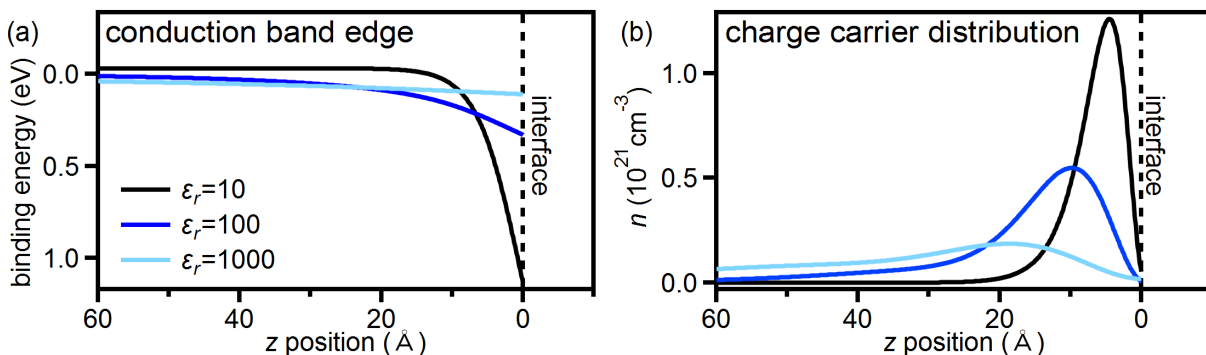 (a) conduction band edge
binding energy (eV)
0.0
0.5
1.0
εr=10
εr=100
εr=1000
interface
60 40 20 0
z position (Å)
(b) charge carrier distribution
n (10²¹ cm⁻³)
1.0
0.5
0.0
interface
60 40 20 0
z position (Å)